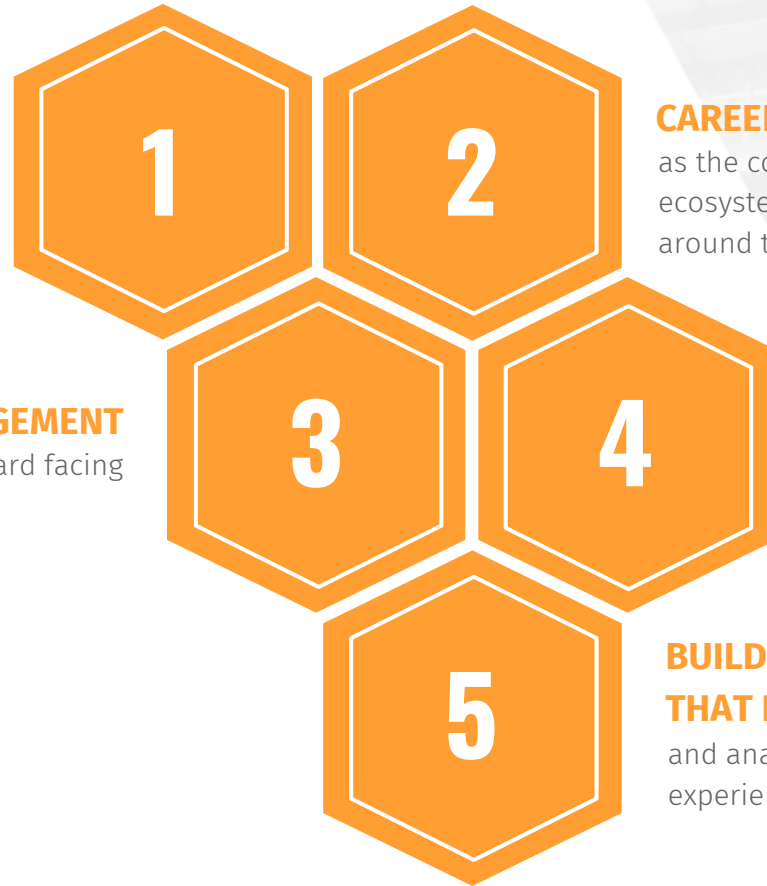 1
2
CAREE
as the co
ecosyste
around t
GEMENT
ard facing
3
4
5
BUILD
THAT
and ana
experie